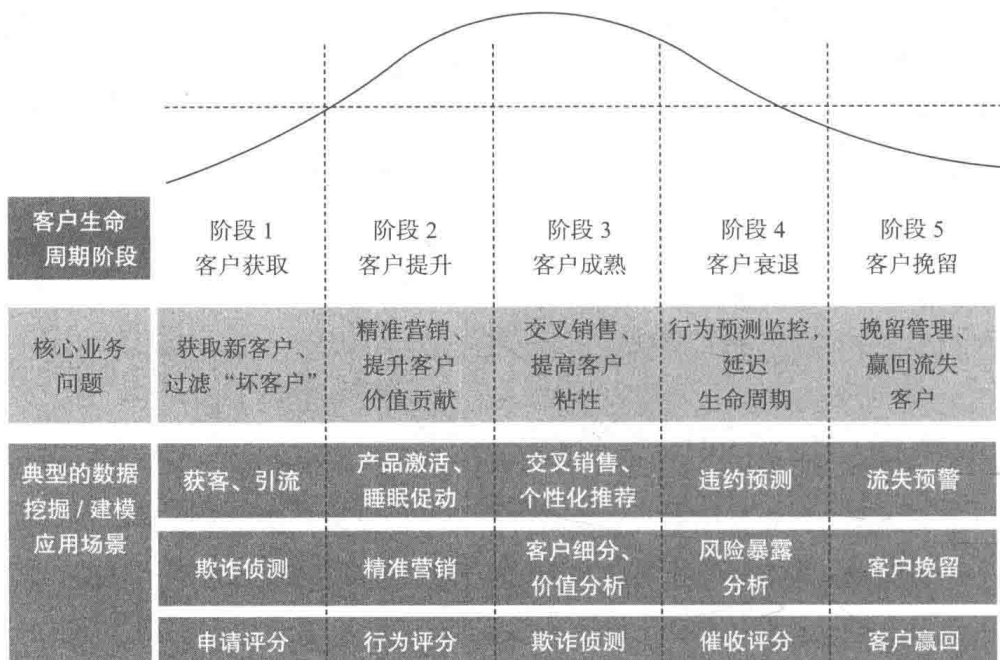 客户生命
周期阶段
阶段 1
客户获取
阶段 2
客户提升
阶段 3
客户成熟
阶段 4
客户衰退
阶段 5
客户挽留
核心业务
问题
获取新客户、
过滤“坏客户”
精准营销、
提升客户
价值贡献
交叉销售、
提高客户
粘性
行为预测监控，
延迟
生命周期
挽留管理、
赢回流失
客户
典型的数据
挖掘 / 建模
应用场景
获客、引流
产品激活、
睡眠促动
交叉销售、
个性化推荐
违约预测
流失预警
欺诈侦测
精准营销
客户细分、
价值分析
风险暴露
分析
客户挽留
申请评分
行为评分
欺诈侦测
催收评分
客户赢回